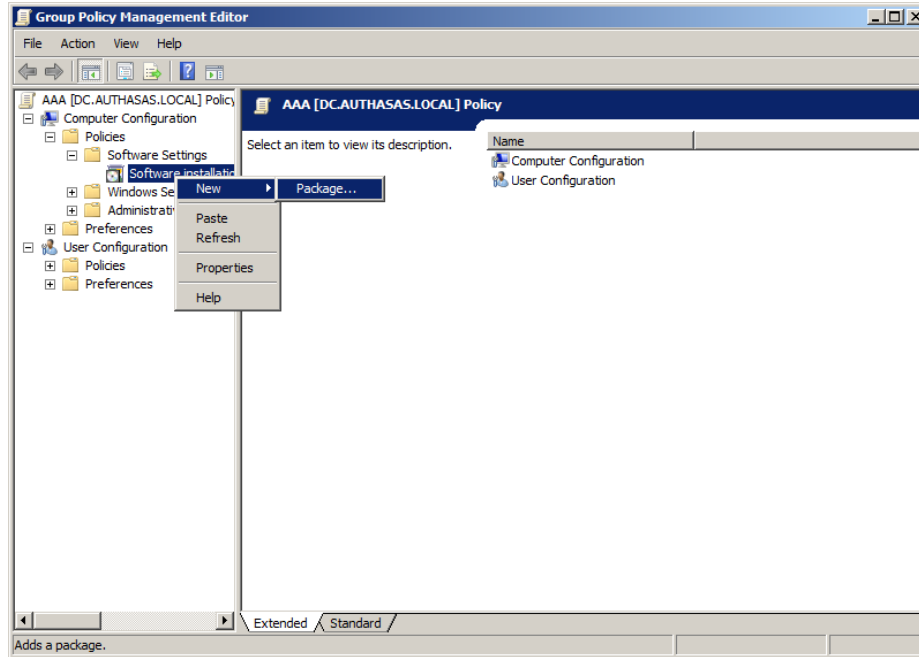 Group Policy Management Editor
File Action View Help
AAA [DC.AUTHASAS.LOCAL] Policy
Computer Configuration
Policies
Software Settings
Software installatio
Windows Se
Administrati
Preferences
User Configuration
Policies
Preferences
New
Package...
Paste
Refresh
Properties
Help
AAA [DC.AUTHASAS.LOCAL] Policy
Select an item to view its description.
Name
Computer Configuration
User Configuration
Extended Standard
Adds a package.